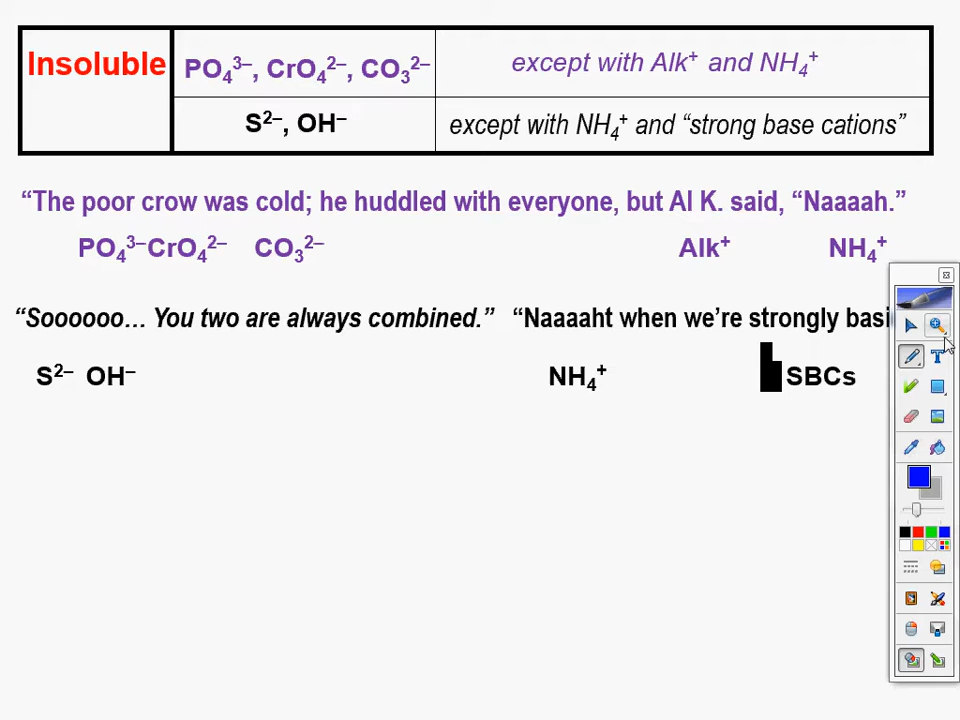 Insoluble PO₄³⁻, CrO₄²⁻, CO₃²⁻ except with Alk⁺ and NH₄⁺
S²⁻, OH⁻ except with NH₄⁺ and “strong base cations”
“The poor crow was cold; he huddled with everyone, but Al K. said, “Naaaah.”
PO₄³⁻ CrO₄²⁻ CO₃²⁻ Alk⁺ NH₄⁺
“Soooooo… You two are always combined.” “Naaaaht when we’re strongly basi
S²⁻ OH⁻ NH₄⁺ SBCs
T